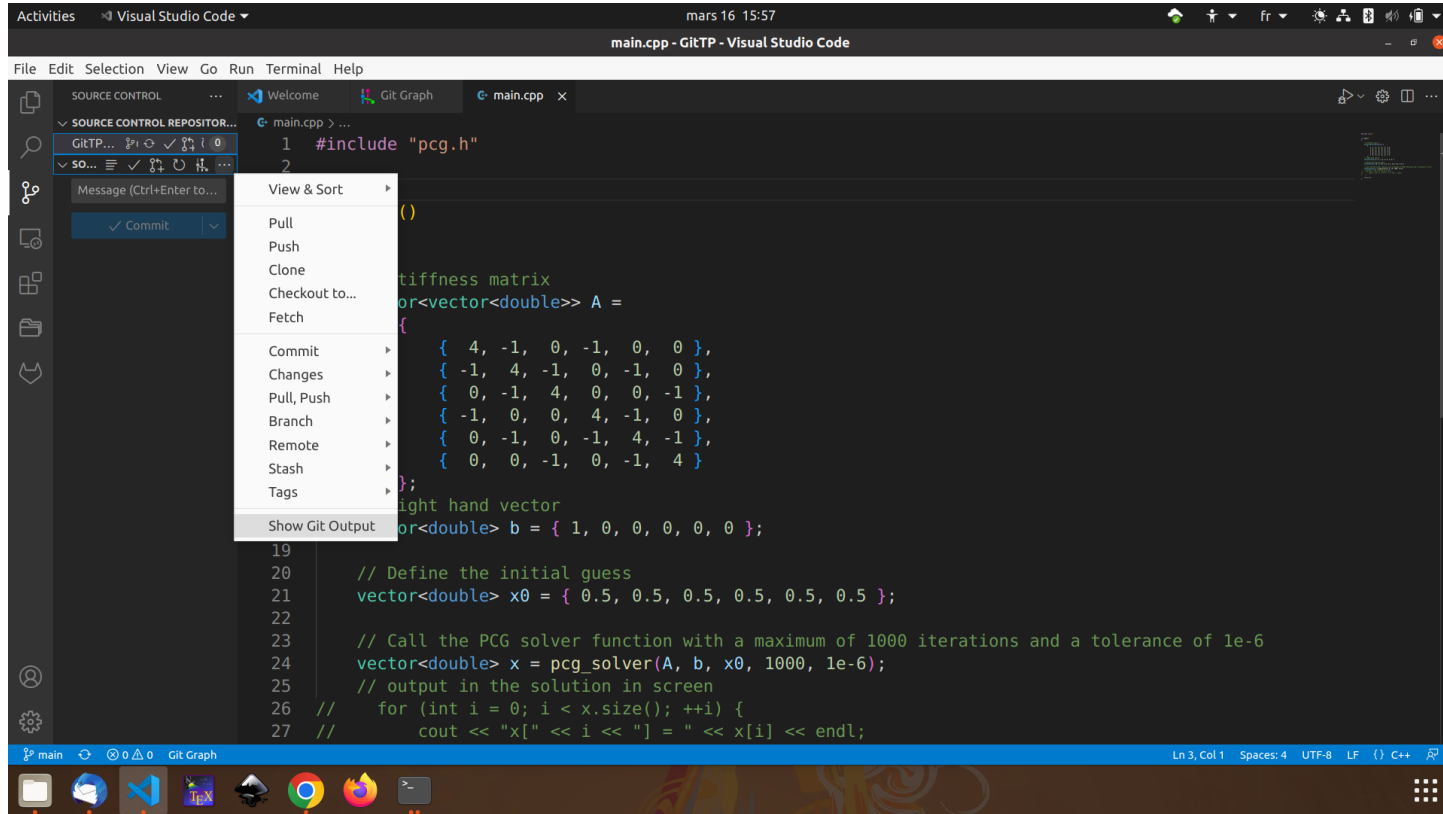 Activities Visual Studio Code mars 16 15:57 fr
main.cpp - GitTP - Visual Studio Code
File Edit Selection View Go Run Terminal Help
SOURCE CONTROL ... Welcome Git Graph main.cpp
SOURCE CONTROL REPOSITOR... main.cpp > ...
GitTP... 0
SO...
Message (Ctrl+Enter to...
Commit
View & Sort
Pull
Push
Clone
Checkout to...
Fetch
Commit
Changes
Pull, Push
Branch
Remote
Stash
Tags
Show Git Output
1 #include "pcg.h"
2
()
tiffness matrix
or<vector<double>> A =
{
{ 4, -1, 0, -1, 0, 0 },
{ -1, 4, -1, 0, -1, 0 },
{ 0, -1, 4, 0, 0, -1 },
{ -1, 0, 0, 4, -1, 0 },
{ 0, -1, 0, -1, 4, -1 },
{ 0, 0, -1, 0, -1, 4 }
};
ight hand vector
or<double> b = { 1, 0, 0, 0, 0, 0 };
19
20 // Define the initial guess
21 vector<double> x0 = { 0.5, 0.5, 0.5, 0.5, 0.5, 0.5 };
22
23 // Call the PCG solver function with a maximum of 1000 iterations and a tolerance of 1e-6
24 vector<double> x = pcg_solver(A, b, x0, 1000, 1e-6);
25 // output in the solution in screen
26 // for (int i = 0; i < x.size(); ++i) {
27 // cout << "x[" << i << "] = " << x[i] << endl;
main 0 0 Git Graph Ln 3, Col 1 Spaces: 4 UTF-8 LF {} C++
TEX